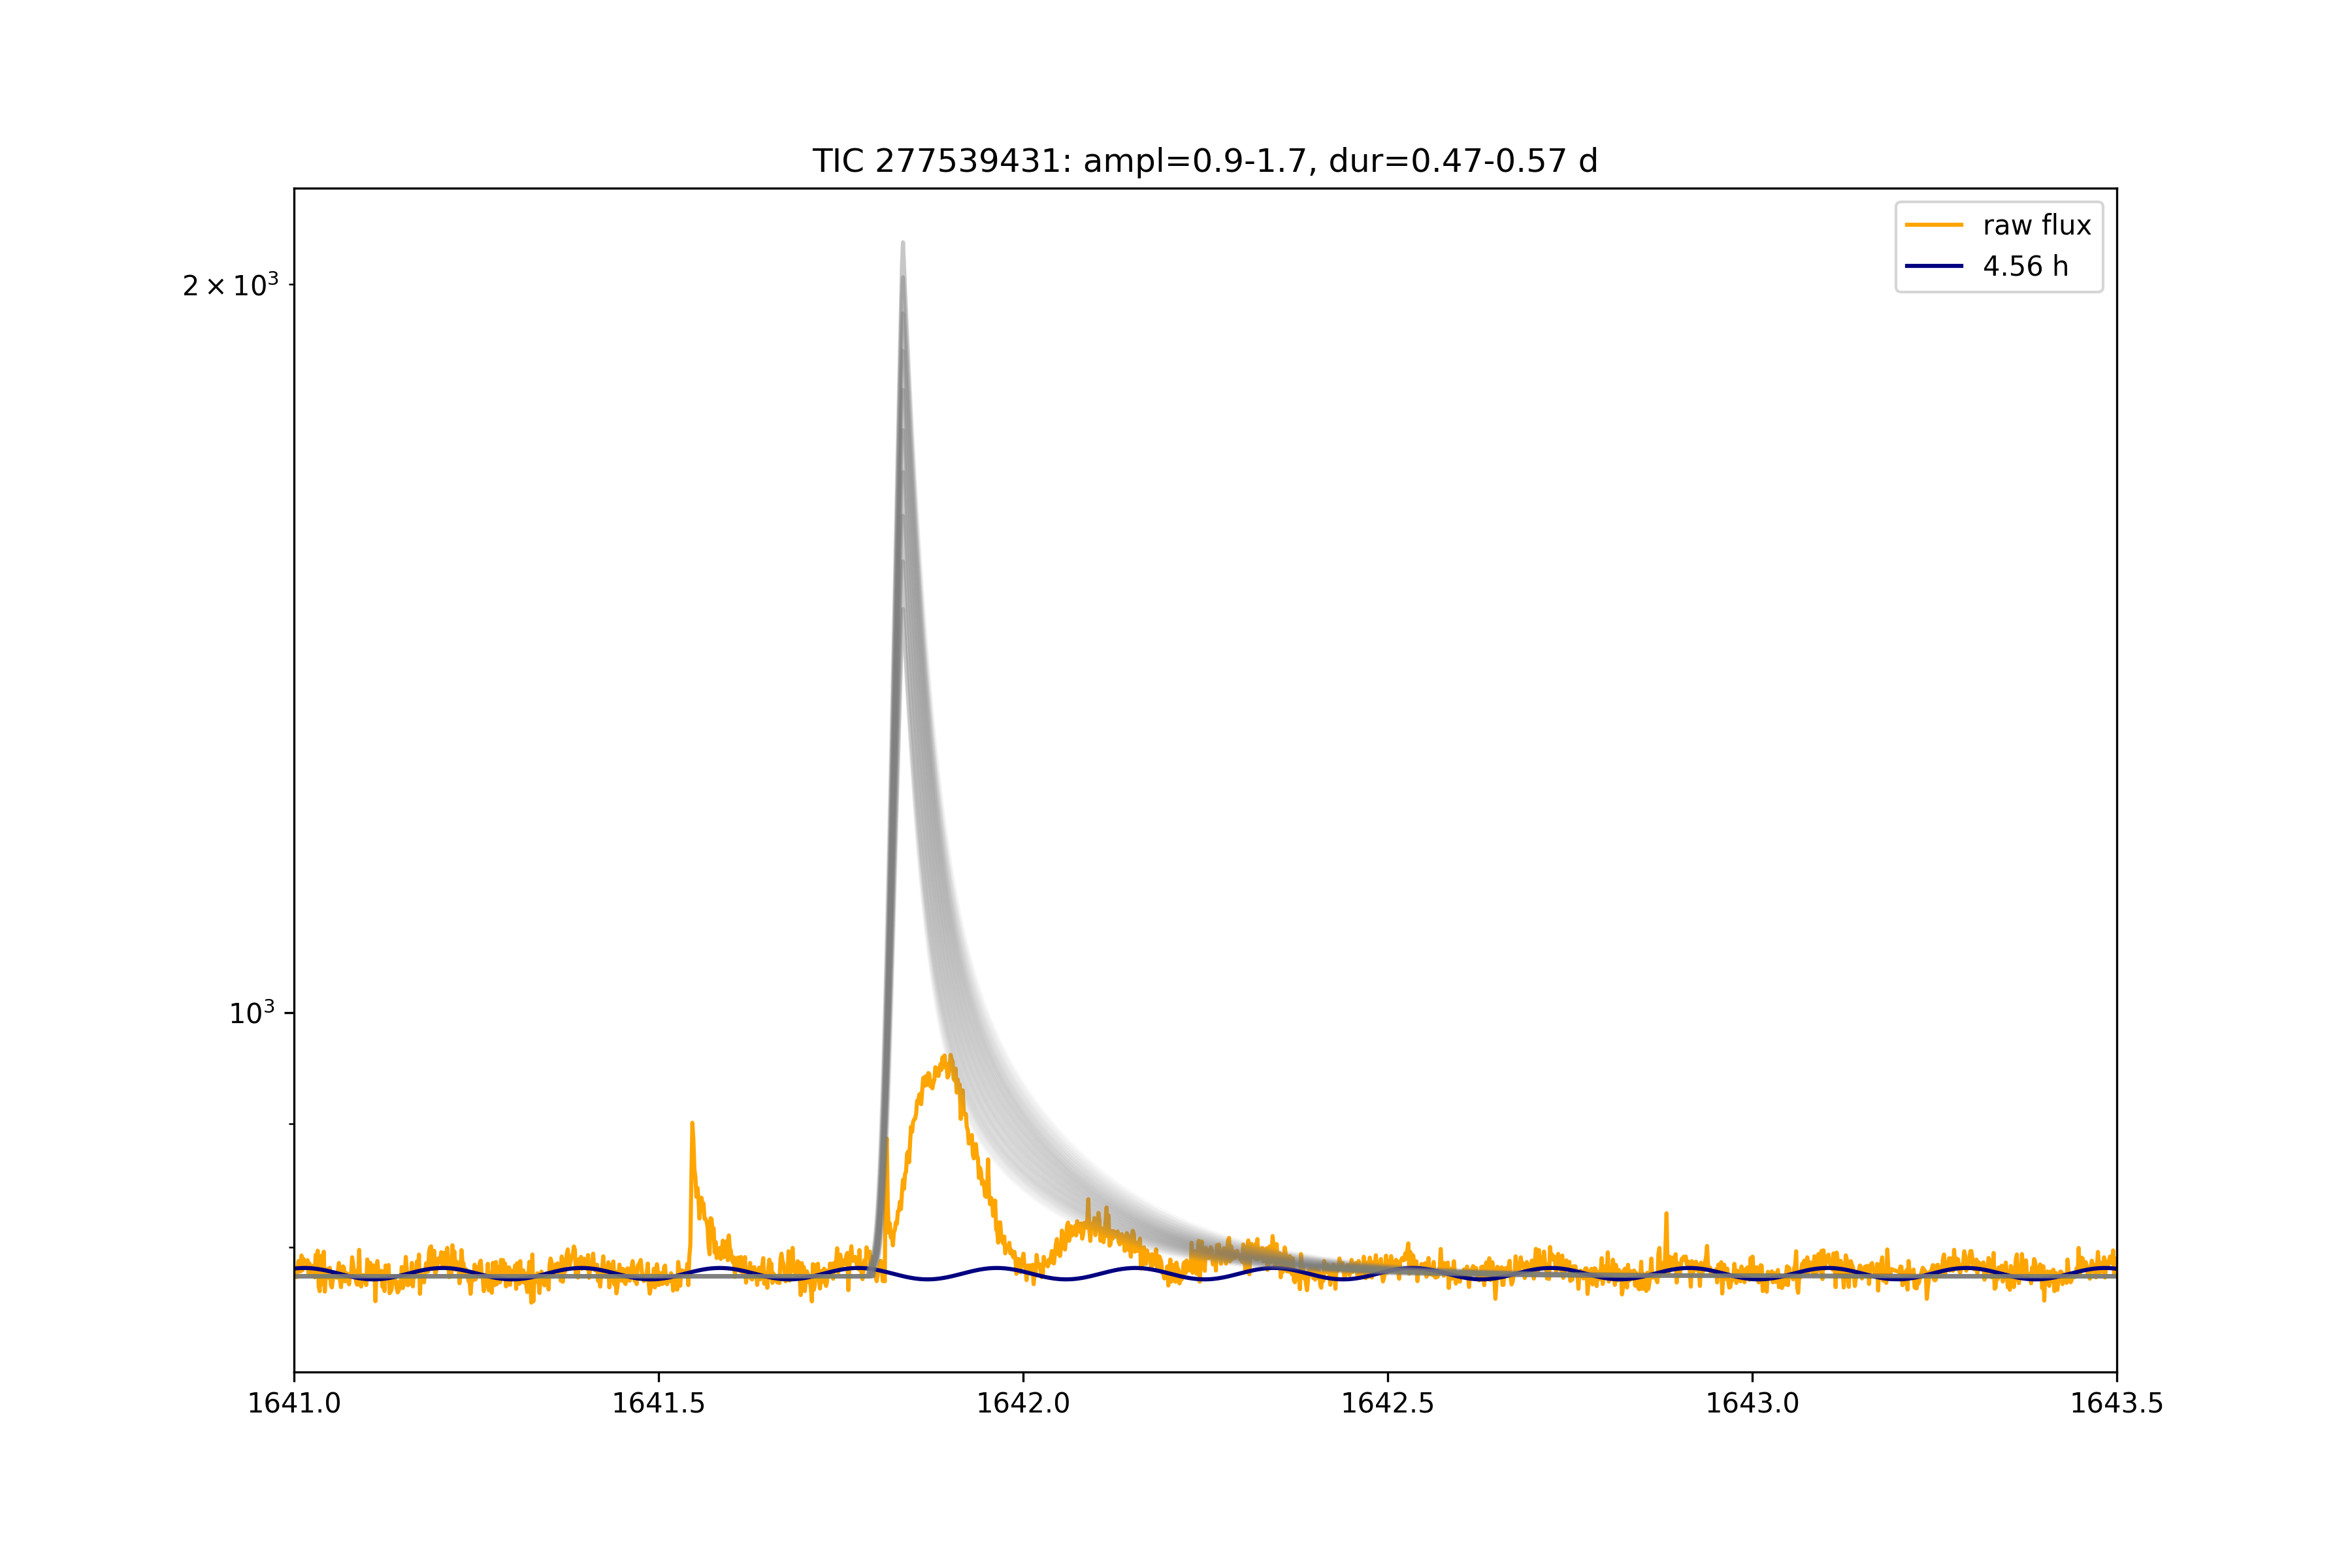 TIC 277539431: ampl=0.9-1.7, dur=0.47-0.57 d
raw flux
4.56 h
2 × 10³
10³
1641.0 1641.5 1642.0 1642.5 1643.0 1643.5